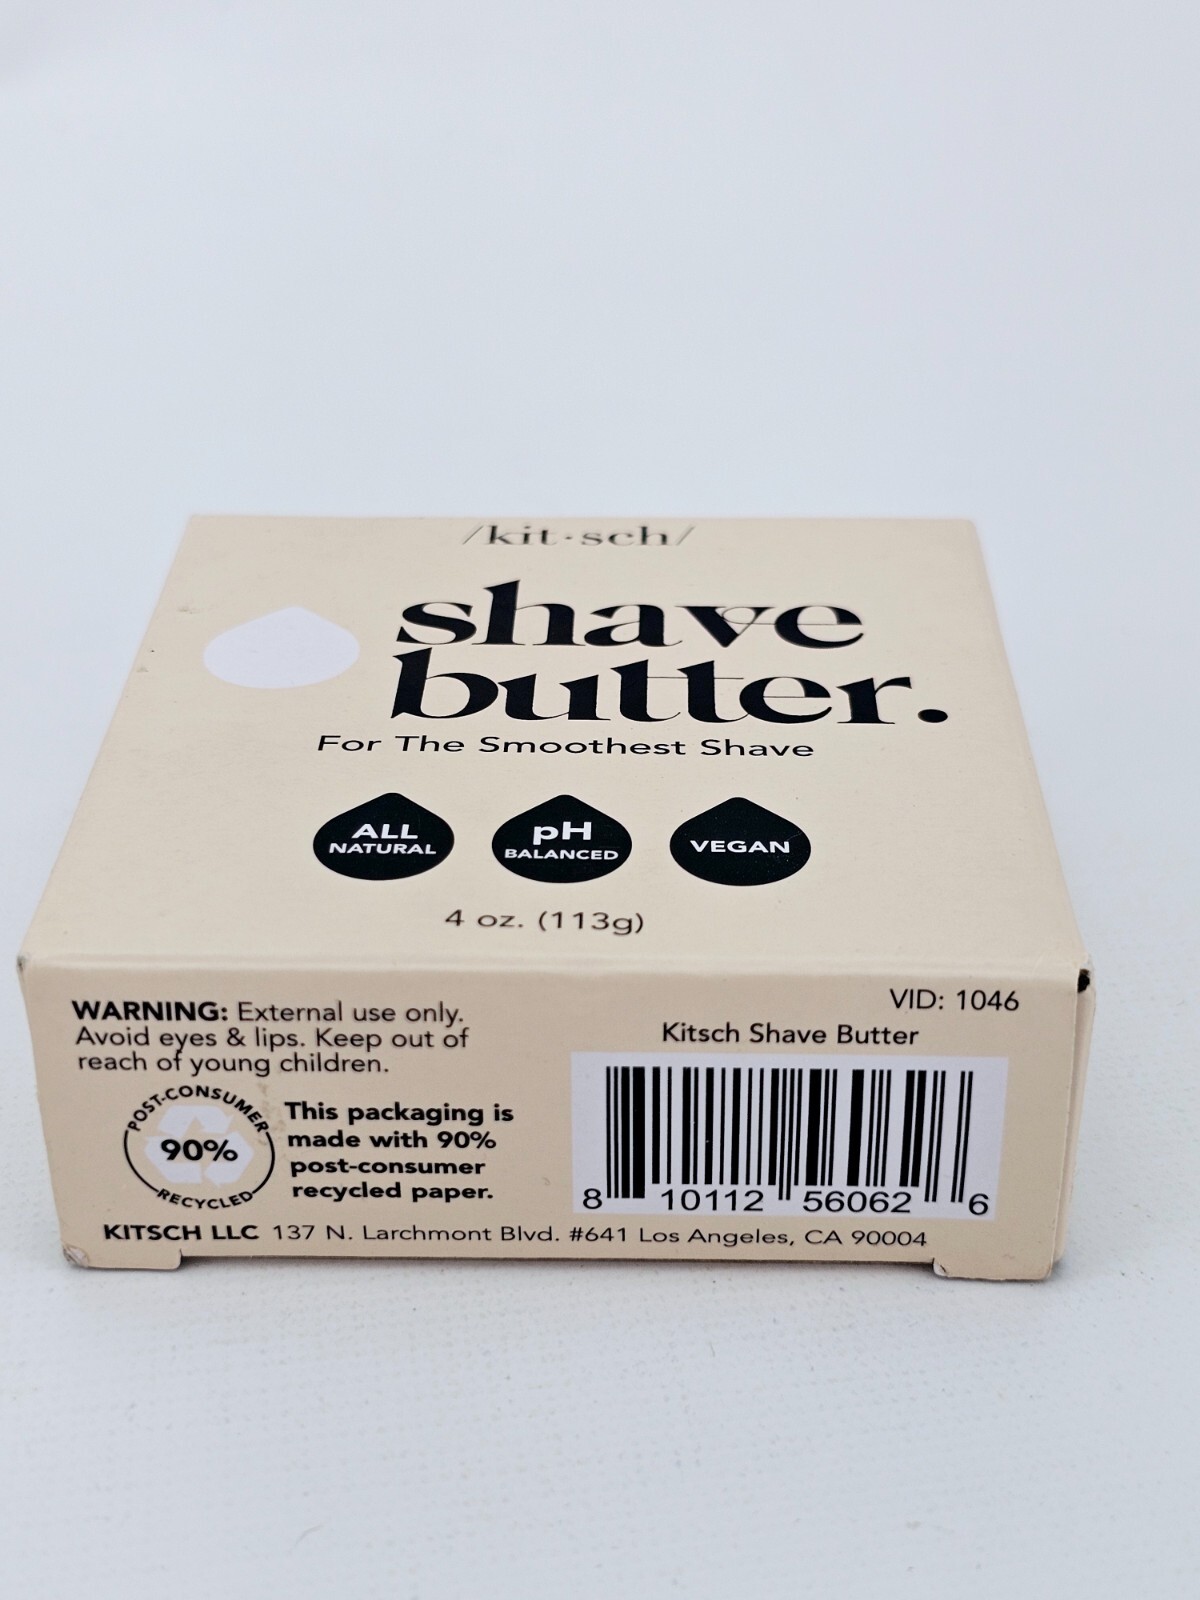 /kit·sch/
shave
butter.
For The Smoothest Shave
ALL
NATURAL
pH
BALANCED
VEGAN
4 oz. (113g)
WARNING: External use only.
Avoid eyes & lips. Keep out of
reach of young children.
POST-CONSUMER
90%
RECYCLED
This packaging is
made with 90%
post-consumer
recycled paper.
VID: 1046
Kitsch Shave Butter
8 10112 56062 6
KITSCH LLC 137 N. Larchmont Blvd. #641 Los Angeles, CA 90004